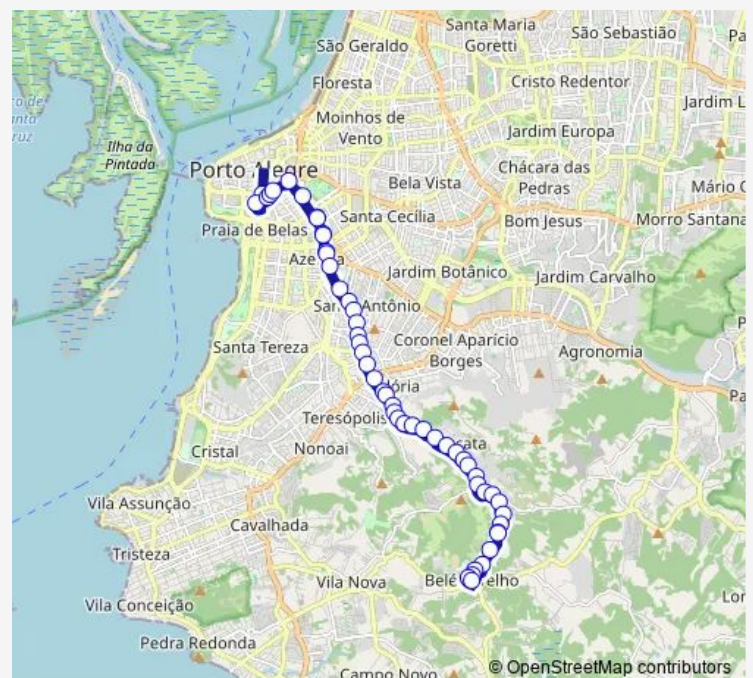 Santa Maria
Goretti
São Sebastião
São Geraldo
Floresta
Cristo Redentor
Jardim L
Moinhos de
Vento
Jardim Europa
Ilha da
Pintada
Porto Alegre
Bela Vista
Chácara das
Pedras
Mário C
Santa Cecília
Bom Jesus
Morro Santana
Praia de Belas
Jardim Botânico
Jardim Carvalho
Santa Tereza
Coronel Aparício
Borges
Agronomia
Teresópolis
Nonoai
Cristal
Vila Assunção
Cavalhada
Tristeza
Vila Nova
Vila Conceição
Pedra Redonda
Campo Novo
© OpenStreetMap contributors